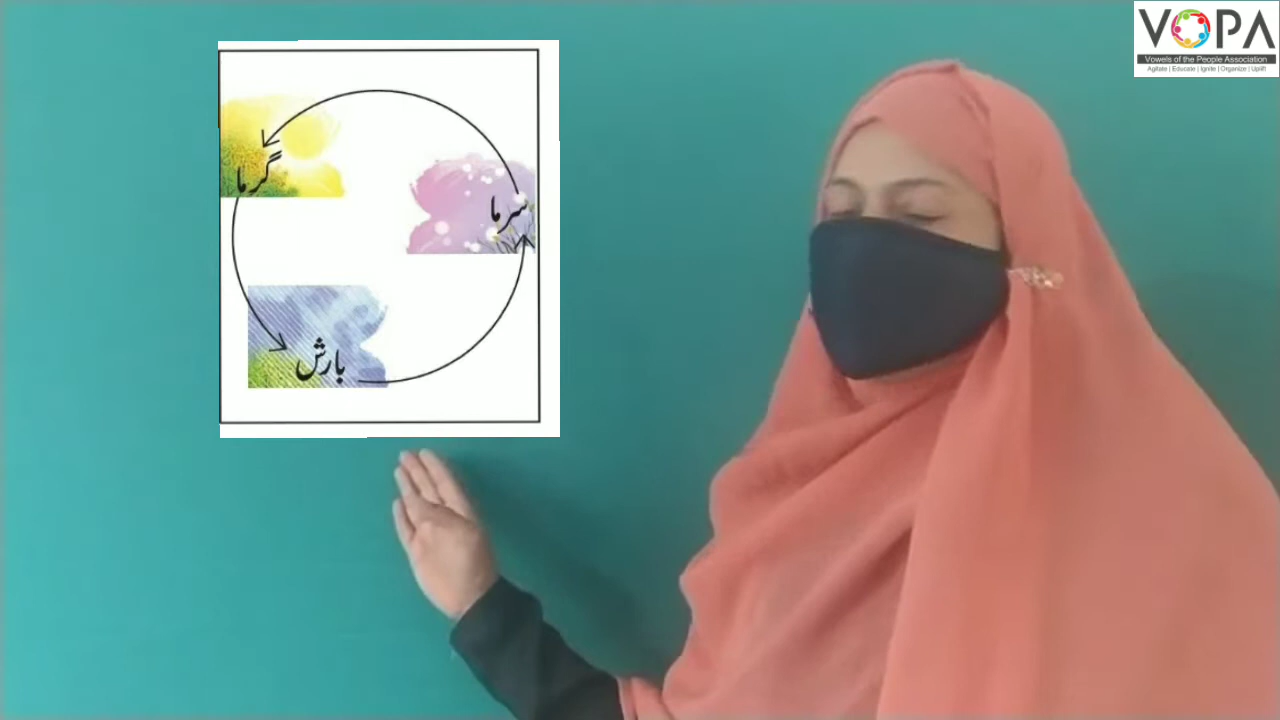 VOPA
Vowels of the People Association
Agitate | Educate | Ignite | Organize | Uplift
گرما
سرما
بارش